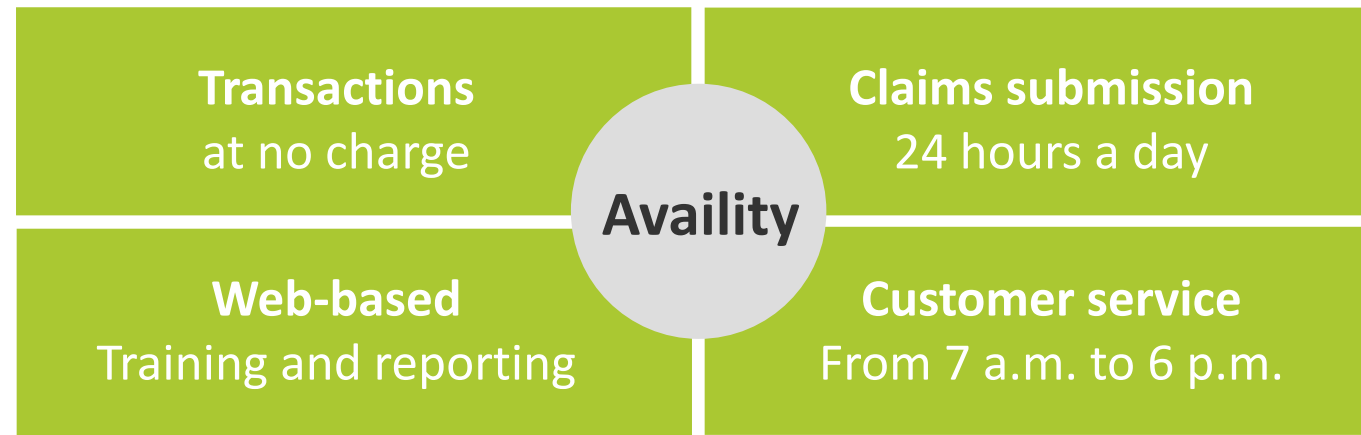 Transactions
at no charge
Claims submission
24 hours a day
Availity
Web-based
Training and reporting
Customer service
From 7 a.m. to 6 p.m.